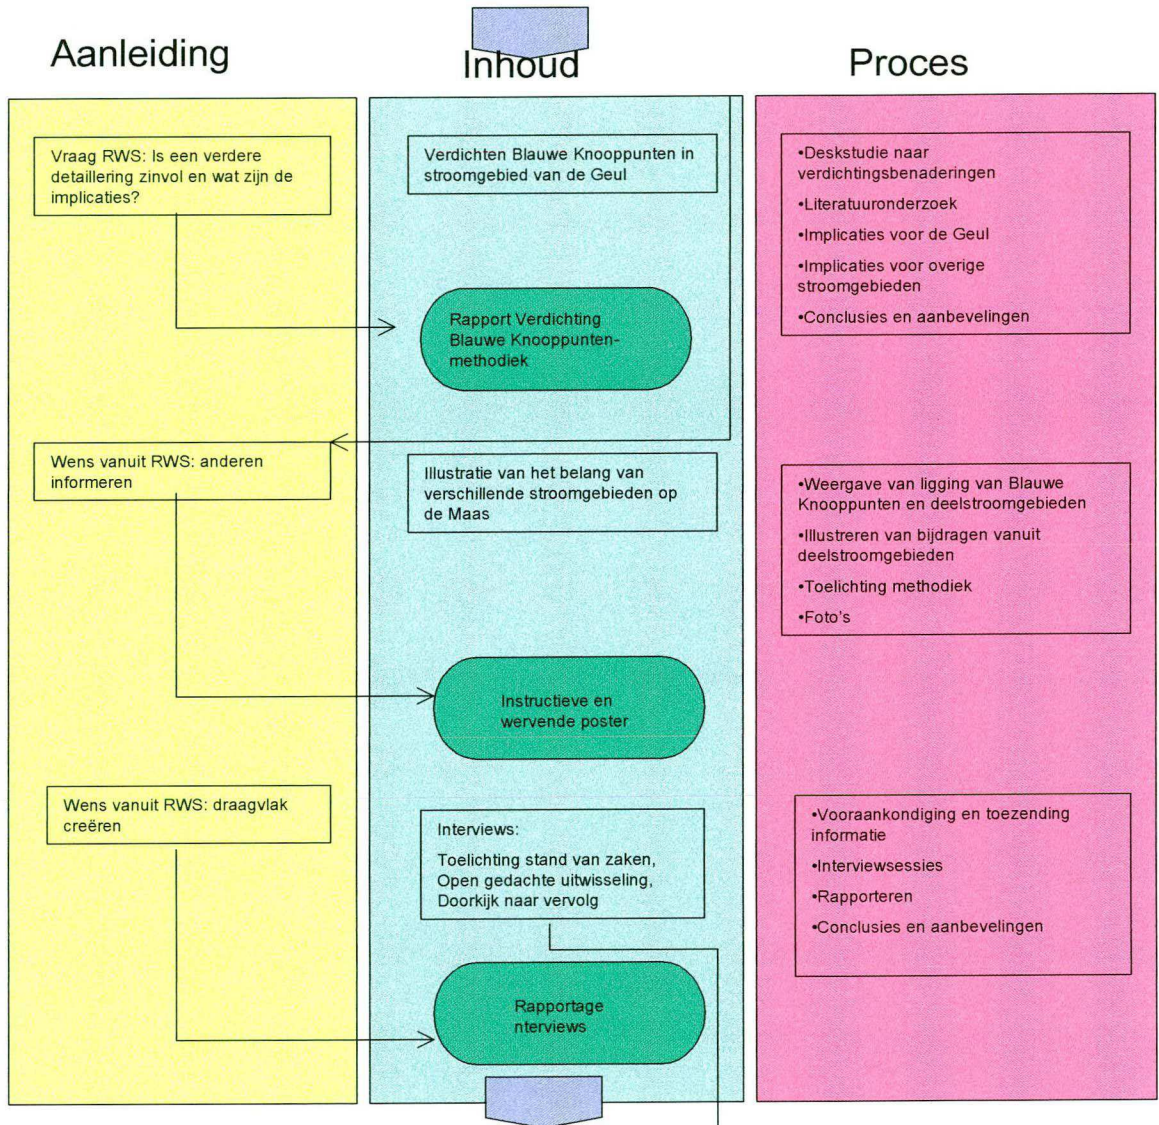 Aanleiding
Inhoud
Proces
Vraag RWS: Is een verdere
detaillering zinvol en wat zijn de
implicaties?
Verdichten Blauwe Knooppunten in
stroomgebied van de Geul
•Deskstudie naar
verdichtingsbenaderingen
•Literatuuronderzoek
•Implicaties voor de Geul
•Implicaties voor overige
stroomgebieden
•Conclusies en aanbevelingen
Rapport Verdichting
Blauwe Knooppunten-
methodiek
Wens vanuit RWS: anderen
informeren
Illustratie van het belang van
verschillende stroomgebieden op
de Maas
•Weergave van ligging van Blauwe
Knooppunten en deelstroomgebieden
•Illustreren van bijdragen vanuit
deelstroomgebieden
•Toelichting methodiek
•Foto's
Instructieve en
wervende poster
Wens vanuit RWS: draagvlak
creëren
Interviews:
Toelichting stand van zaken,
Open gedachte uitwisseling,
Doorkijk naar vervolg
•Vooraankondiging en toezending
informatie
•Interviewsessies
•Rapporteren
•Conclusies en aanbevelingen
Rapportage
nterviews